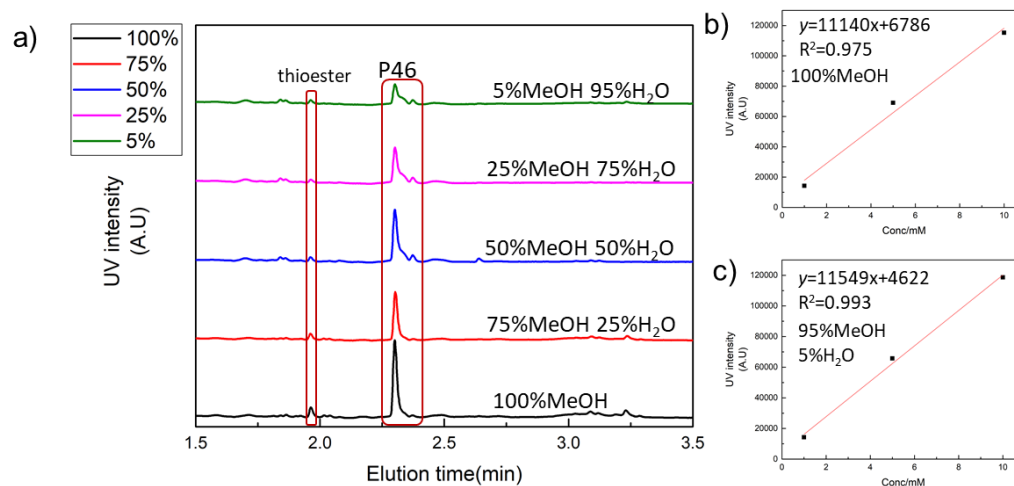 a)
100%
75%
50%
25%
5%
thioester
P46
5%MeOH 95%H₂O
25%MeOH 75%H₂O
50%MeOH 50%H₂O
75%MeOH 25%H₂O
100%MeOH
UV intensity
(A.U)
1.5 2.0 2.5 3.0 3.5
Elution time(min)
b)
y=11140x+6786
R²=0.975
100%MeOH
UV intensity
(A.U)
120000
100000
80000
60000
40000
20000
0
0 2 4 6 8 10
Conc/mM
c)
y=11549x+4622
R²=0.993
95%MeOH
5%H₂O
UV intensity
(A.U)
120000
100000
80000
60000
40000
20000
0
0 2 4 6 8 10
Conc/mM